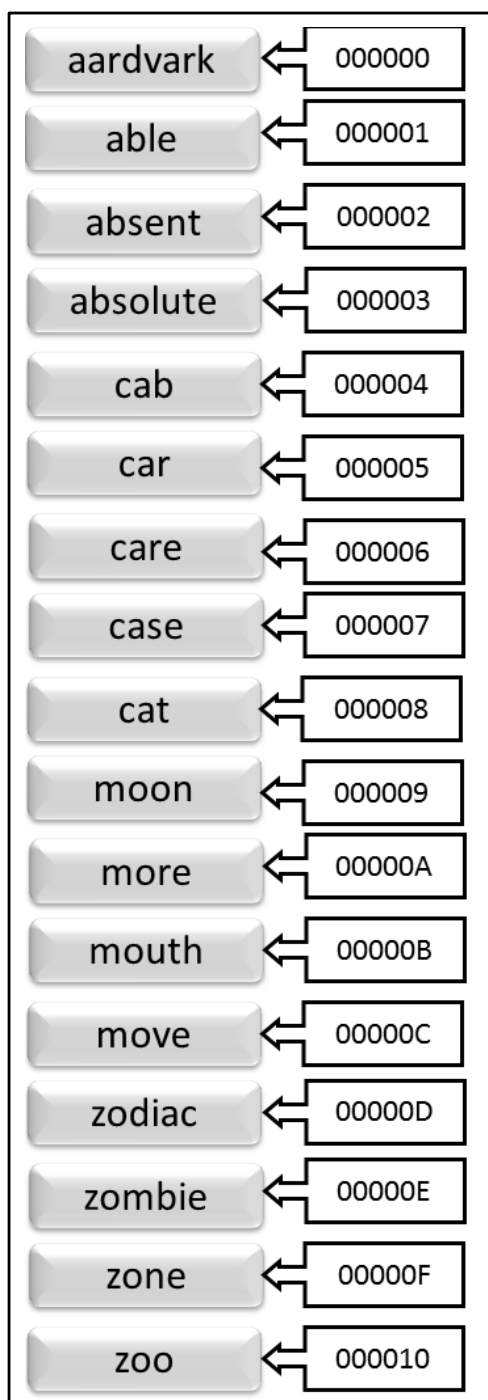 aardvark 000000
able 000001
absent 000002
absolute 000003
cab 000004
car 000005
care 000006
case 000007
cat 000008
moon 000009
more 00000A
mouth 00000B
move 00000C
zodiac 00000D
zombie 00000E
zone 00000F
zoo 000010